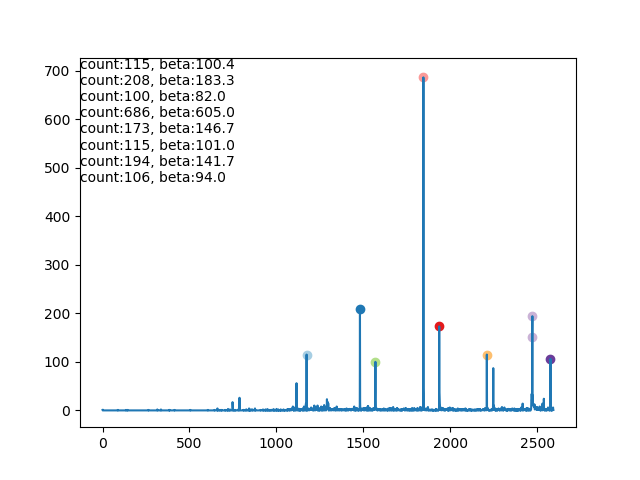 count:115, beta:100.4
700
count:208, beta:183.3
count:100, beta:82.0
600
count:686, beta:605.0
count:173, beta:146.7
count:115, beta:101.0
500
count:194, beta:141.7
count:106, beta:94.0
400
300
200
100
0
0 500 1000 1500 2000 2500